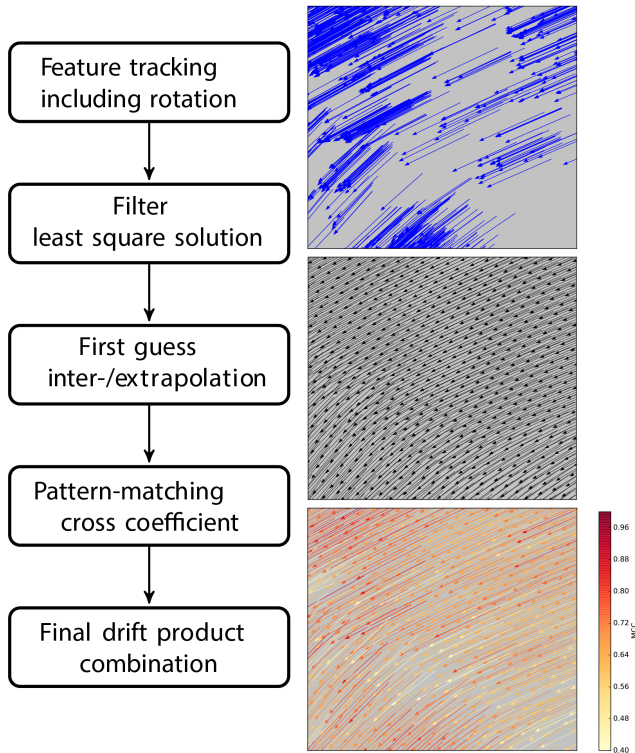 Feature tracking
including rotation
Filter
least square solution
First guess
inter-/extrapolation
Pattern-matching
cross coefficient
Final drift product
combination
0.96
0.88
0.80
0.72
0.64
0.56
0.48
0.40
MCC